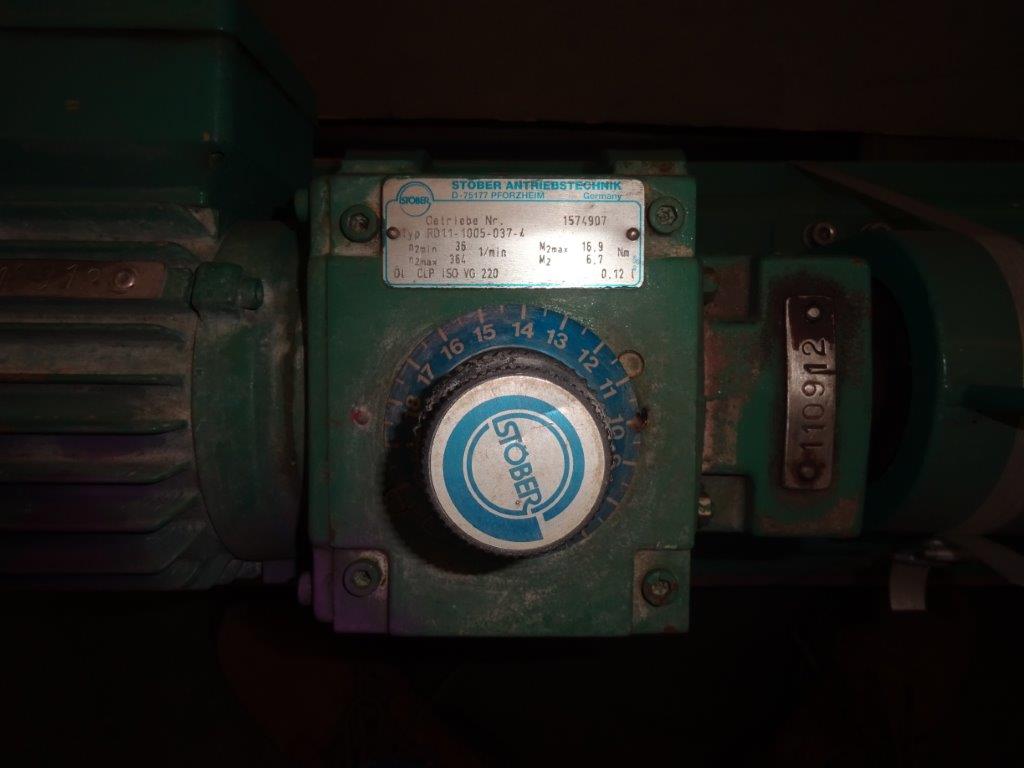 STÖBER ANTRIEBSTECHNIK
D-75177 PFORZHEIM Germany
STÖBER
Getriebe Nr. 1574907
Typ RD11-1005-037-4
n2min 36 1/min M2max 16.9 Nm
n2max 364 M2 6.7
Öl CLP ISO VG 220 0.12 l
18 17 16 15 14 13 12 11 10
STÖBER
110912